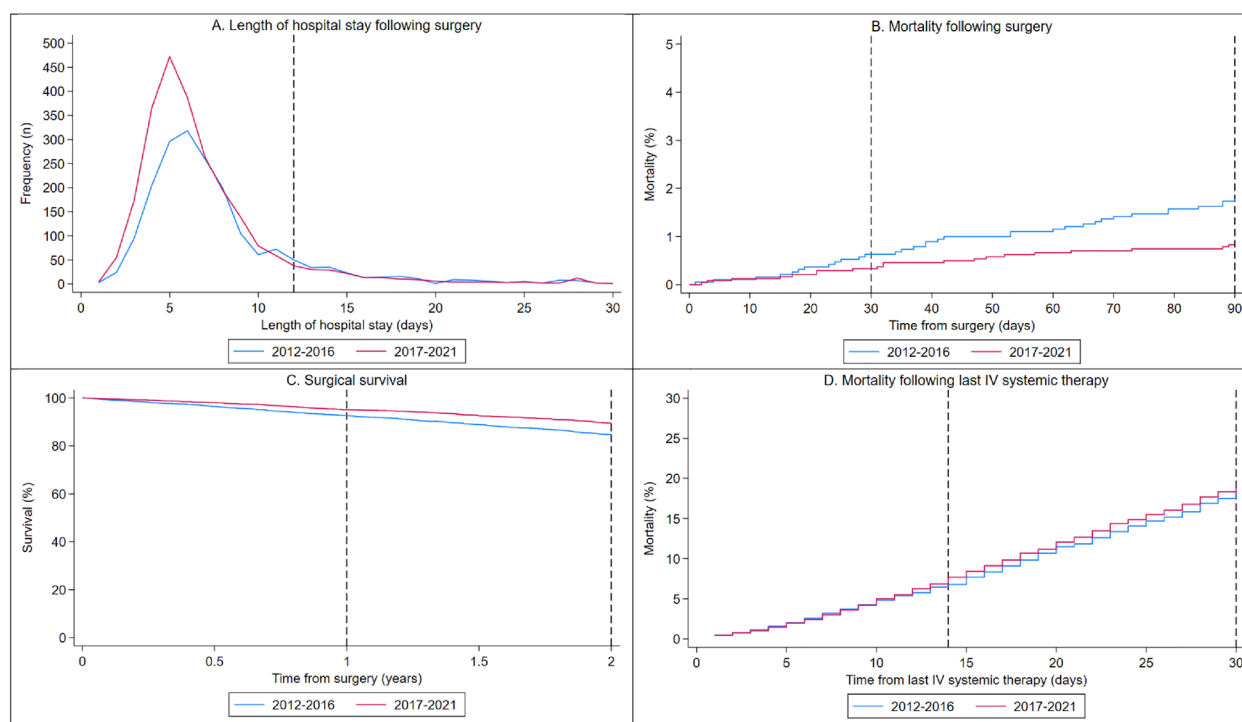 A. Length of hospital stay following surgery
500
450
400
350
300
250
200
150
100
50
0
Frequency (n)
0 5 10 15 20 25 30
Length of hospital stay (days)
2012-2016 2017-2021
B. Mortality following surgery
5
4
3
2
1
0
Mortality (%)
0 10 20 30 40 50 60 70 80 90
Time from surgery (days)
2012-2016 2017-2021
C. Surgical survival
100
80
60
40
20
0
Survival (%)
0 0.5 1 1.5 2
Time from surgery (years)
2012-2016 2017-2021
D. Mortality following last IV systemic therapy
30
25
20
15
10
5
0
Mortality (%)
0 5 10 15 20 25 30
Time from last IV systemic therapy (days)
2012-2016 2017-2021